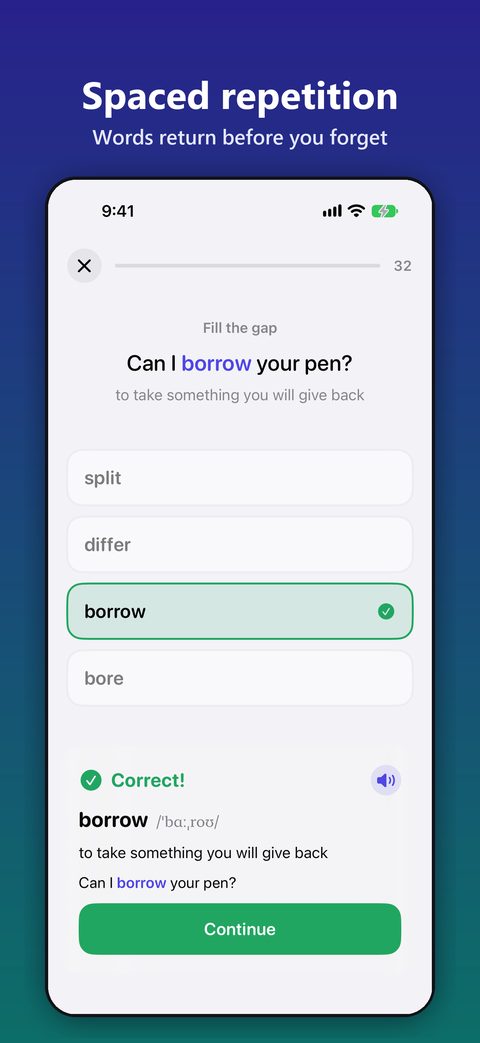 Spaced repetition
Words return before you forget
9:41
32
Fill the gap
Can I borrow your pen?
to take something you will give back
split
differ
borrow
bore
Correct!
borrow /ˈbɑːˌroʊ/
to take something you will give back
Can I borrow your pen?
Continue